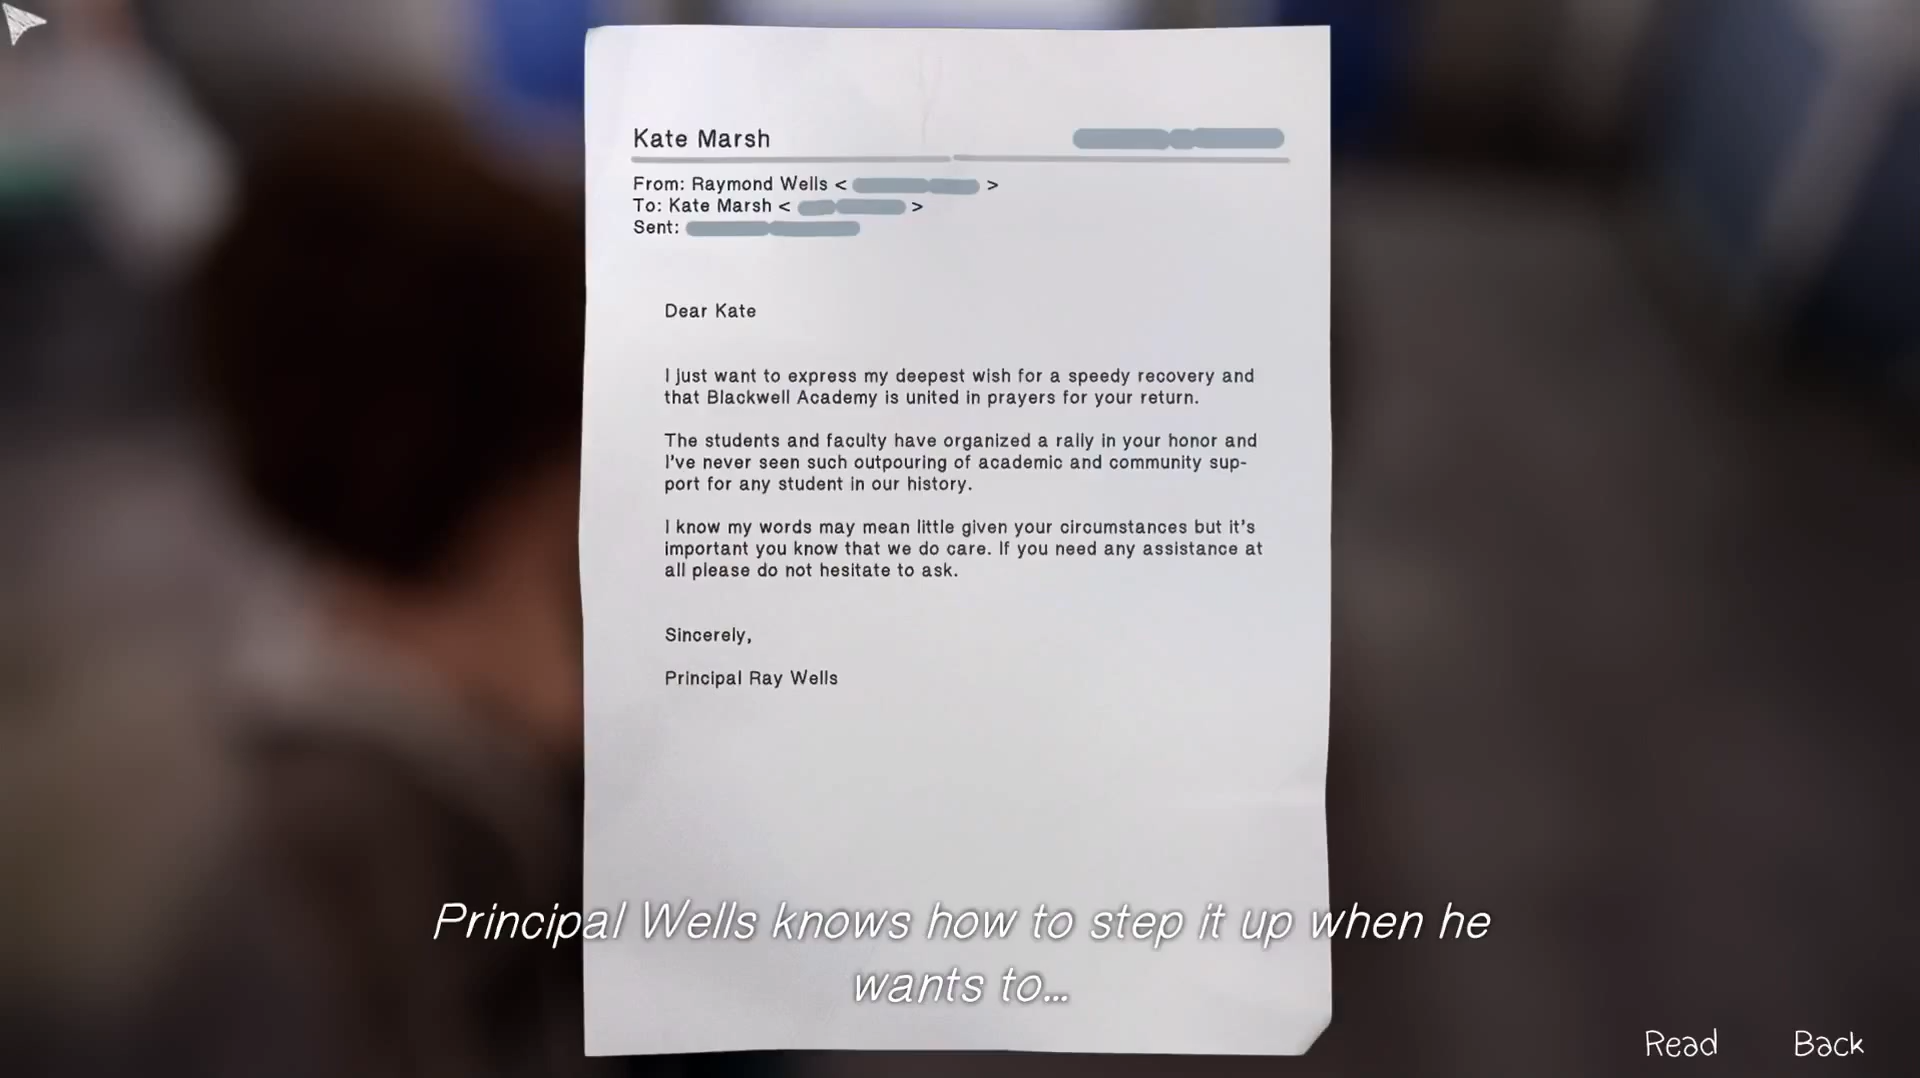 Kate Marsh
From: Raymond Wells < >
To: Kate Marsh < >
Sent:
Dear Kate
I just want to express my deepest wish for a speedy recovery and
that Blackwell Academy is united in prayers for your return.
The students and faculty have organized a rally in your honor and
I've never seen such outpouring of academic and community sup-
port for any student in our history.
I know my words may mean little given your circumstances but it's
important you know that we do care. If you need any assistance at
all please do not hesitate to ask.
Sincerely,
Principal Ray Wells
Principal Wells knows how to step it up when he
wants to...
Read Back